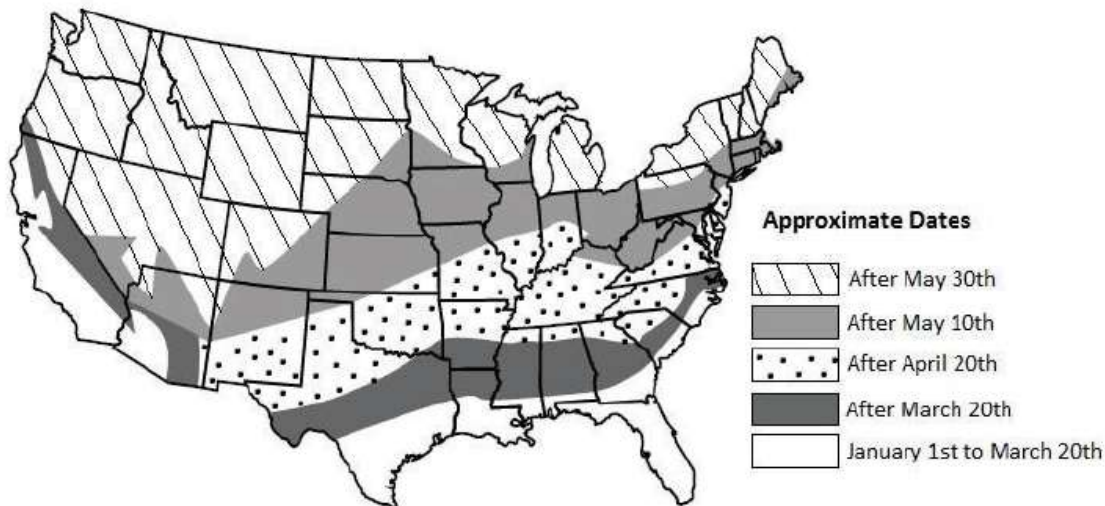 Approximate Dates
After May 30th
After May 10th
After April 20th
After March 20th
January 1st to March 20th